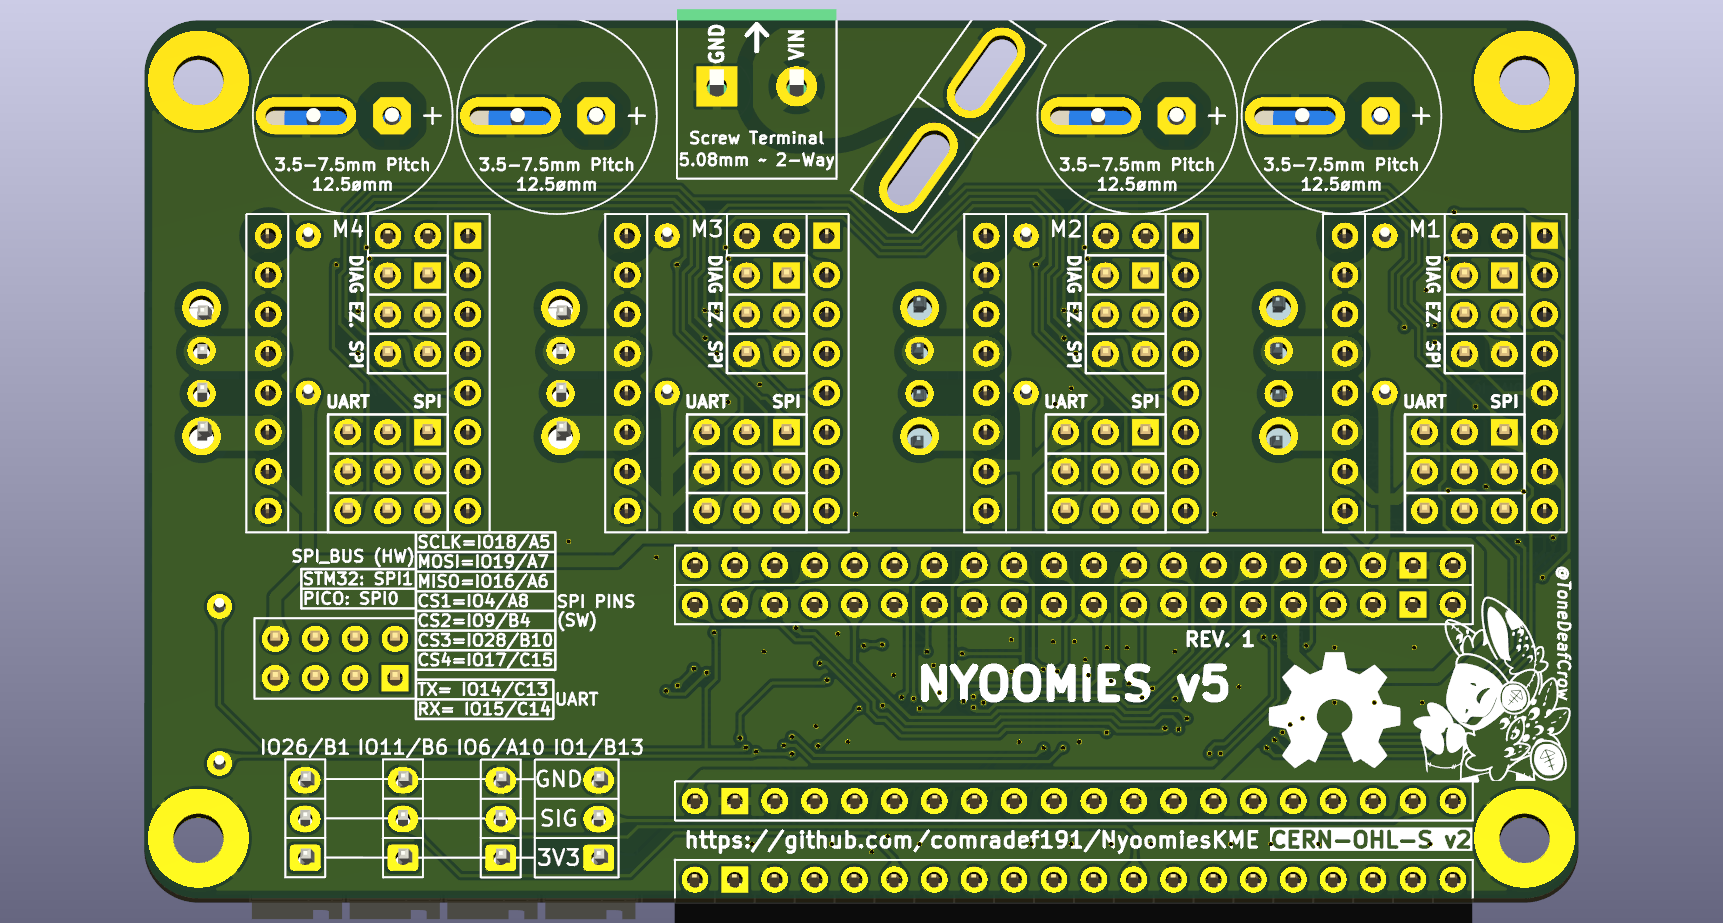 GND
VIN
+
+
+
+
Screw Terminal
5.08mm ~ 2-Way
3.5-7.5mm Pitch
12.5ømm
3.5-7.5mm Pitch
12.5ømm
3.5-7.5mm Pitch
12.5ømm
3.5-7.5mm Pitch
12.5ømm
M4
DIAG EZ. SPI
UART SPI
M3
DIAG EZ. SPI
UART SPI
M2
DIAG EZ. SPI
UART SPI
M1
DIAG EZ. SPI
UART SPI
SPI_BUS (HW)
STM32: SPI1
PICO: SPI0
SCLK=IO18/A5
MOSI=IO19/A7
MISO=IO16/A6
CS1=IO4/A8
CS2=IO9/B4
CS3=IO28/B10
CS4=IO17/C15
SPI PINS
(SW)
TX= IO14/C13
RX= IO15/C14
UART
IO26/B1 IO11/B6 IO6/A10 IO1/B13
GND
SIG
3V3
REV. 1
NYOOMIES v5
@ToneDeafCrow
https://github.com/comradef191/NyoomiesKME CERN-OHL-S v2